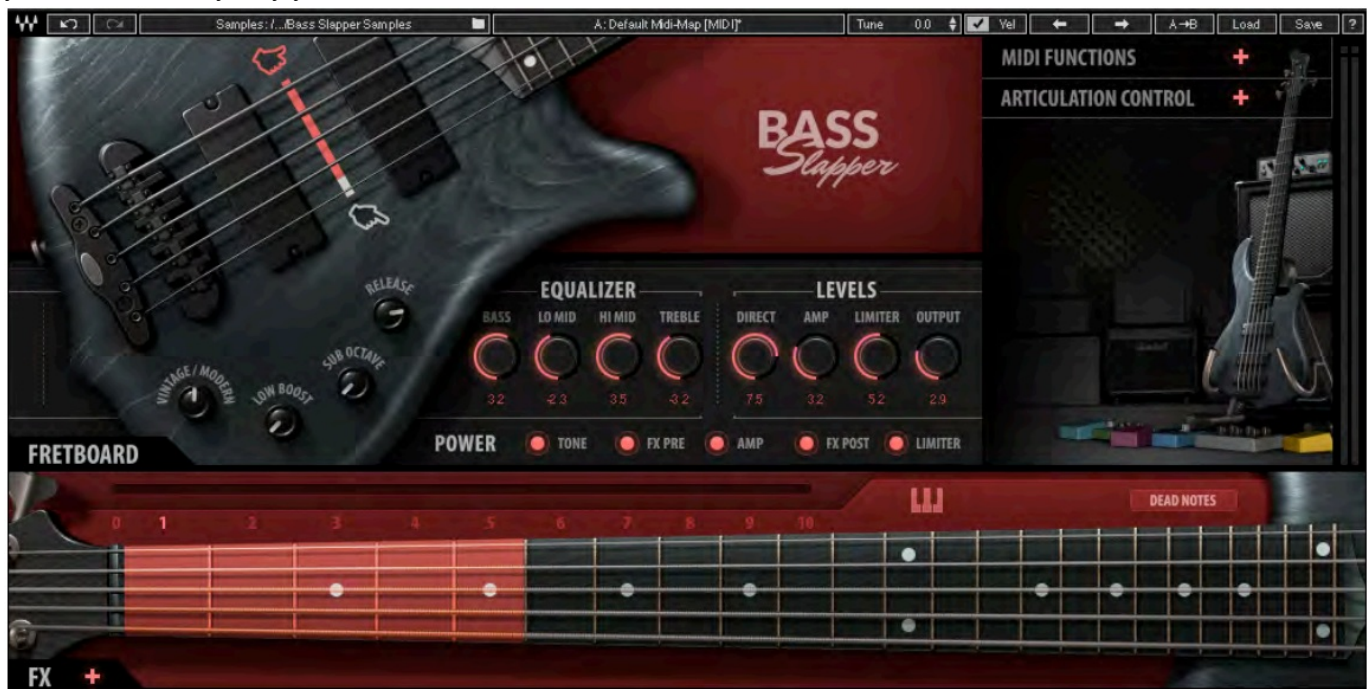 Samples: /.../Bass Slapper Samples A: Default Midi-Map [MIDI]* Tune 0.0 Vel A→B Load Save ?
MIDI FUNCTIONS +
ARTICULATION CONTROL +
BASS
Slapper
RELEASE
SUB OCTAVE
LOW BOOST
VINTAGE / MODERN
EQUALIZER LEVELS
BASS LO MID HI MID TREBLE DIRECT AMP LIMITER OUTPUT
3.2 -2.3 3.5 -3.2 7.5 3.2 5.2 2.9
POWER TONE FX PRE AMP FX POST LIMITER
FRETBOARD
DEAD NOTES
0 1 2 3 4 5 6 7 8 9 10
FX +